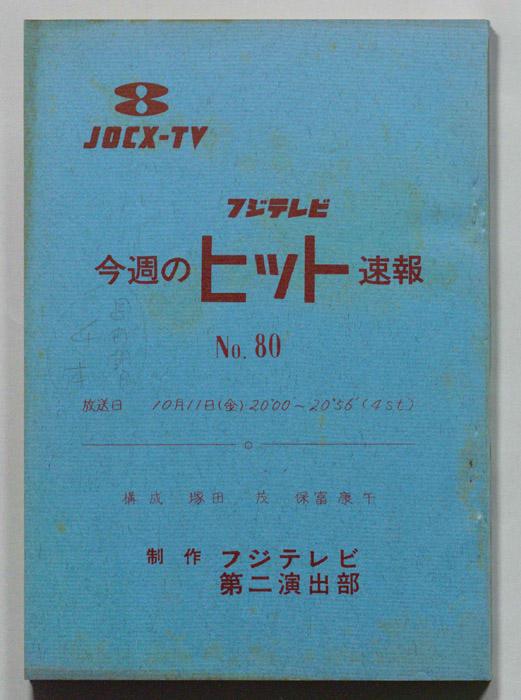 8
JOCX-TV
フジテレビ
今週のヒット速報
No. 80
放送日 10月11日(金) 20°00~20°56′(4st)
構成 塚田 茂 保富康午
制作 フジテレビ
第二演出部